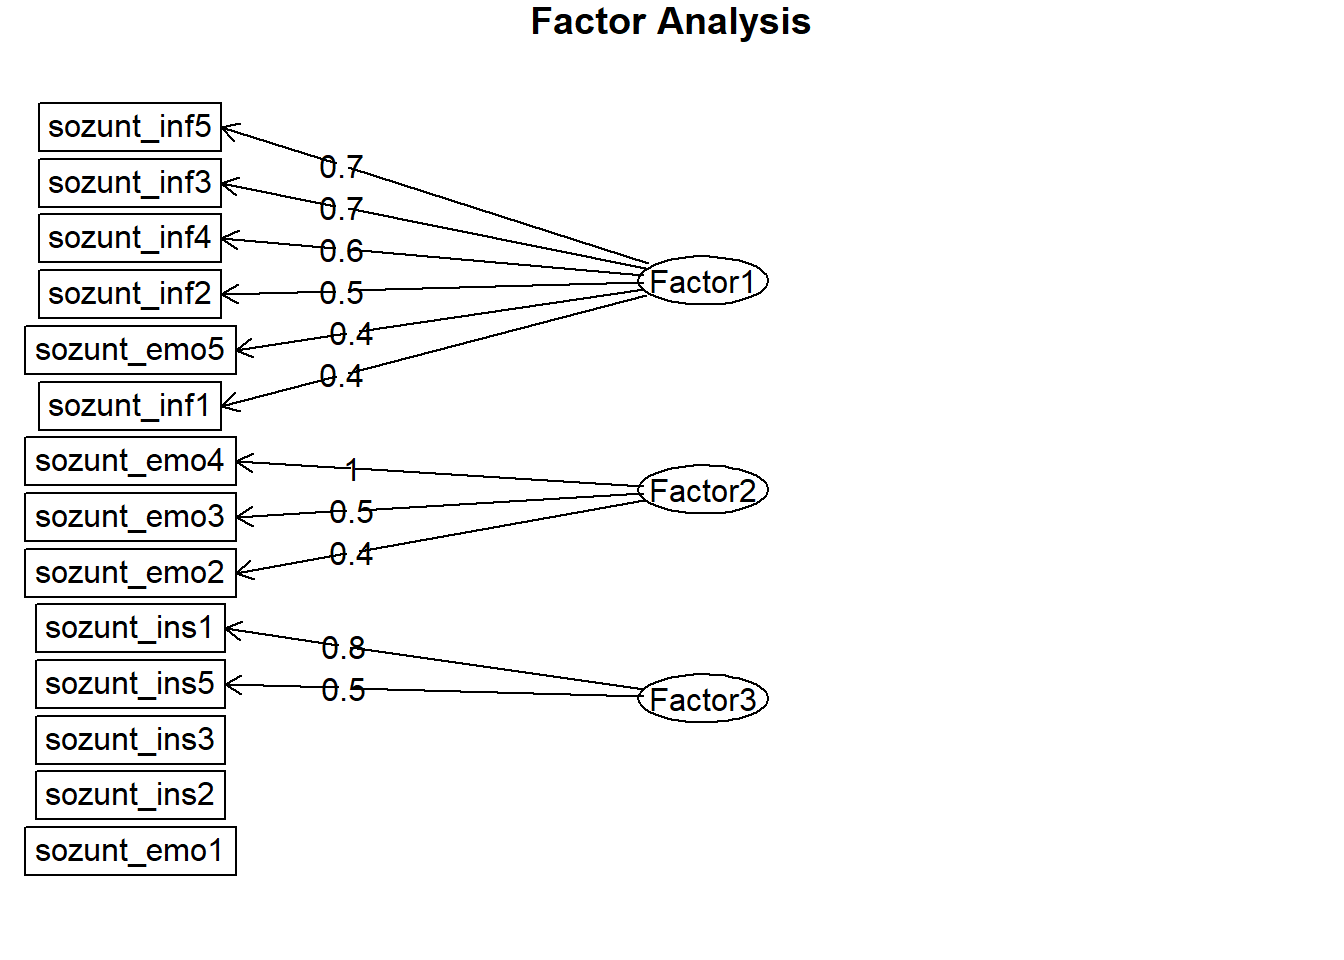 Factor Analysis
sozunt_inf5
0.7
sozunt_inf3
0.7
sozunt_inf4
0.6
Factor1
sozunt_inf2
0.5
sozunt_emo5
0.4
sozunt_inf1
0.4
sozunt_emo4
1
Factor2
sozunt_emo3
0.5
sozunt_emo2
0.4
sozunt_ins1
0.8
sozunt_ins5
0.5
Factor3
sozunt_ins3
sozunt_ins2
sozunt_emo1